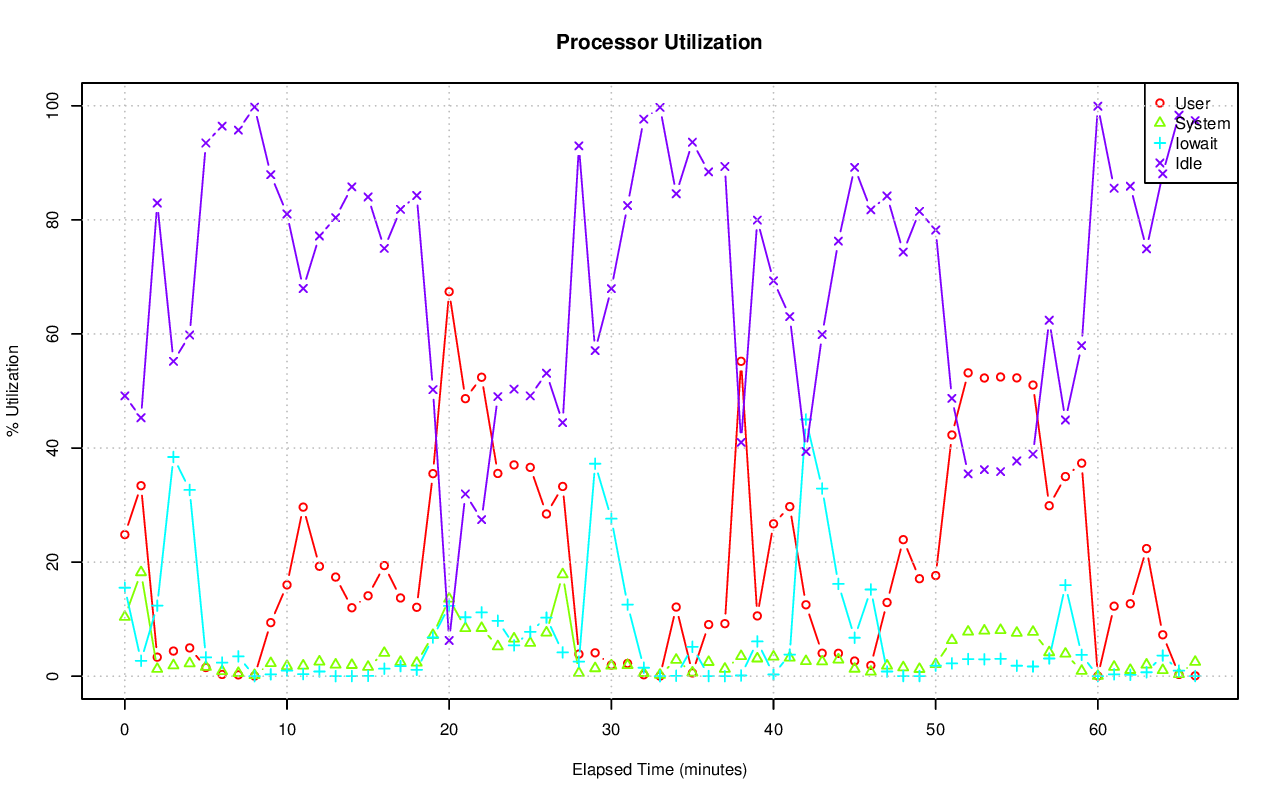 Processor Utilization
% Utilization
100
80
60
40
20
0
User
System
Iowait
Idle
0 10 20 30 40 50 60
Elapsed Time (minutes)